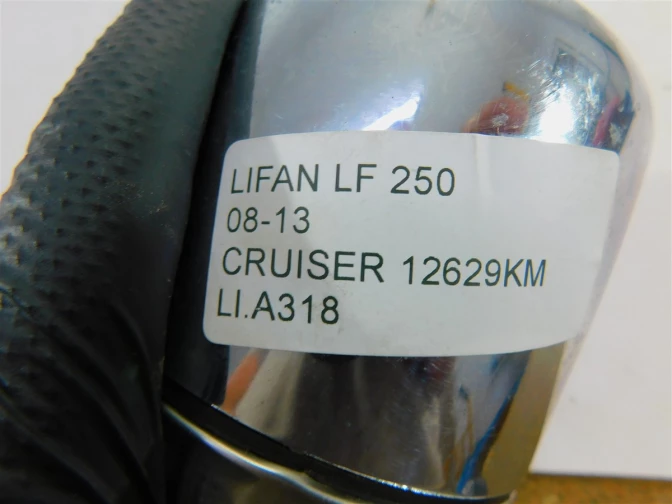 LIFAN LF 250
08-13
CRUISER 12629KM
LI.A318